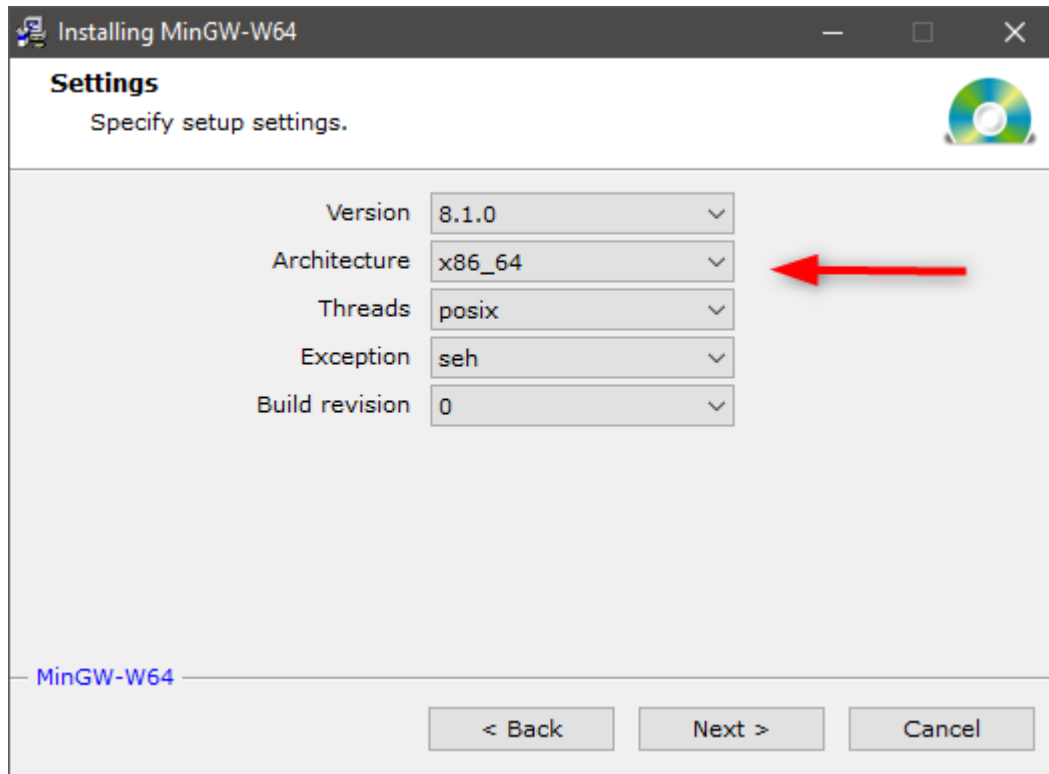 Installing MinGW-W64
Settings
Specify setup settings.
Version 8.1.0
Architecture x86_64
Threads posix
Exception seh
Build revision 0
MinGW-W64
< Back Next > Cancel